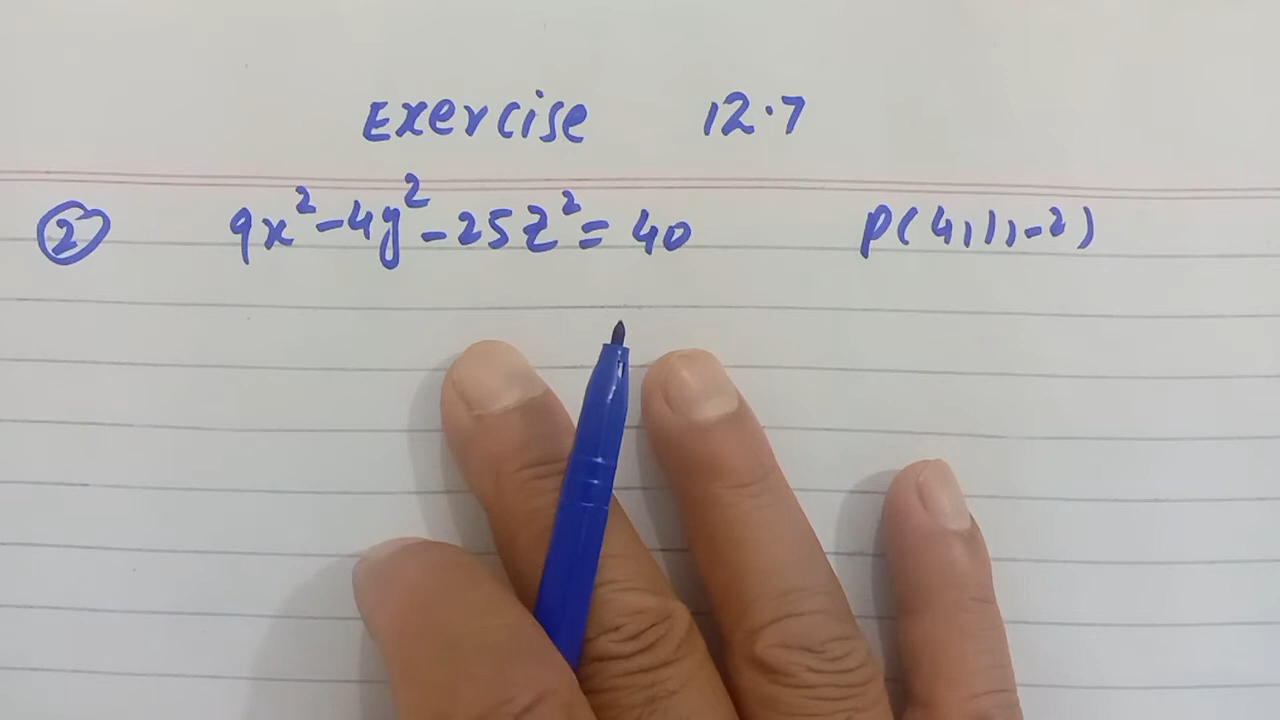 Exercise 12.7
② 9x²-4y²-25z²=40 P(4,1,-2)